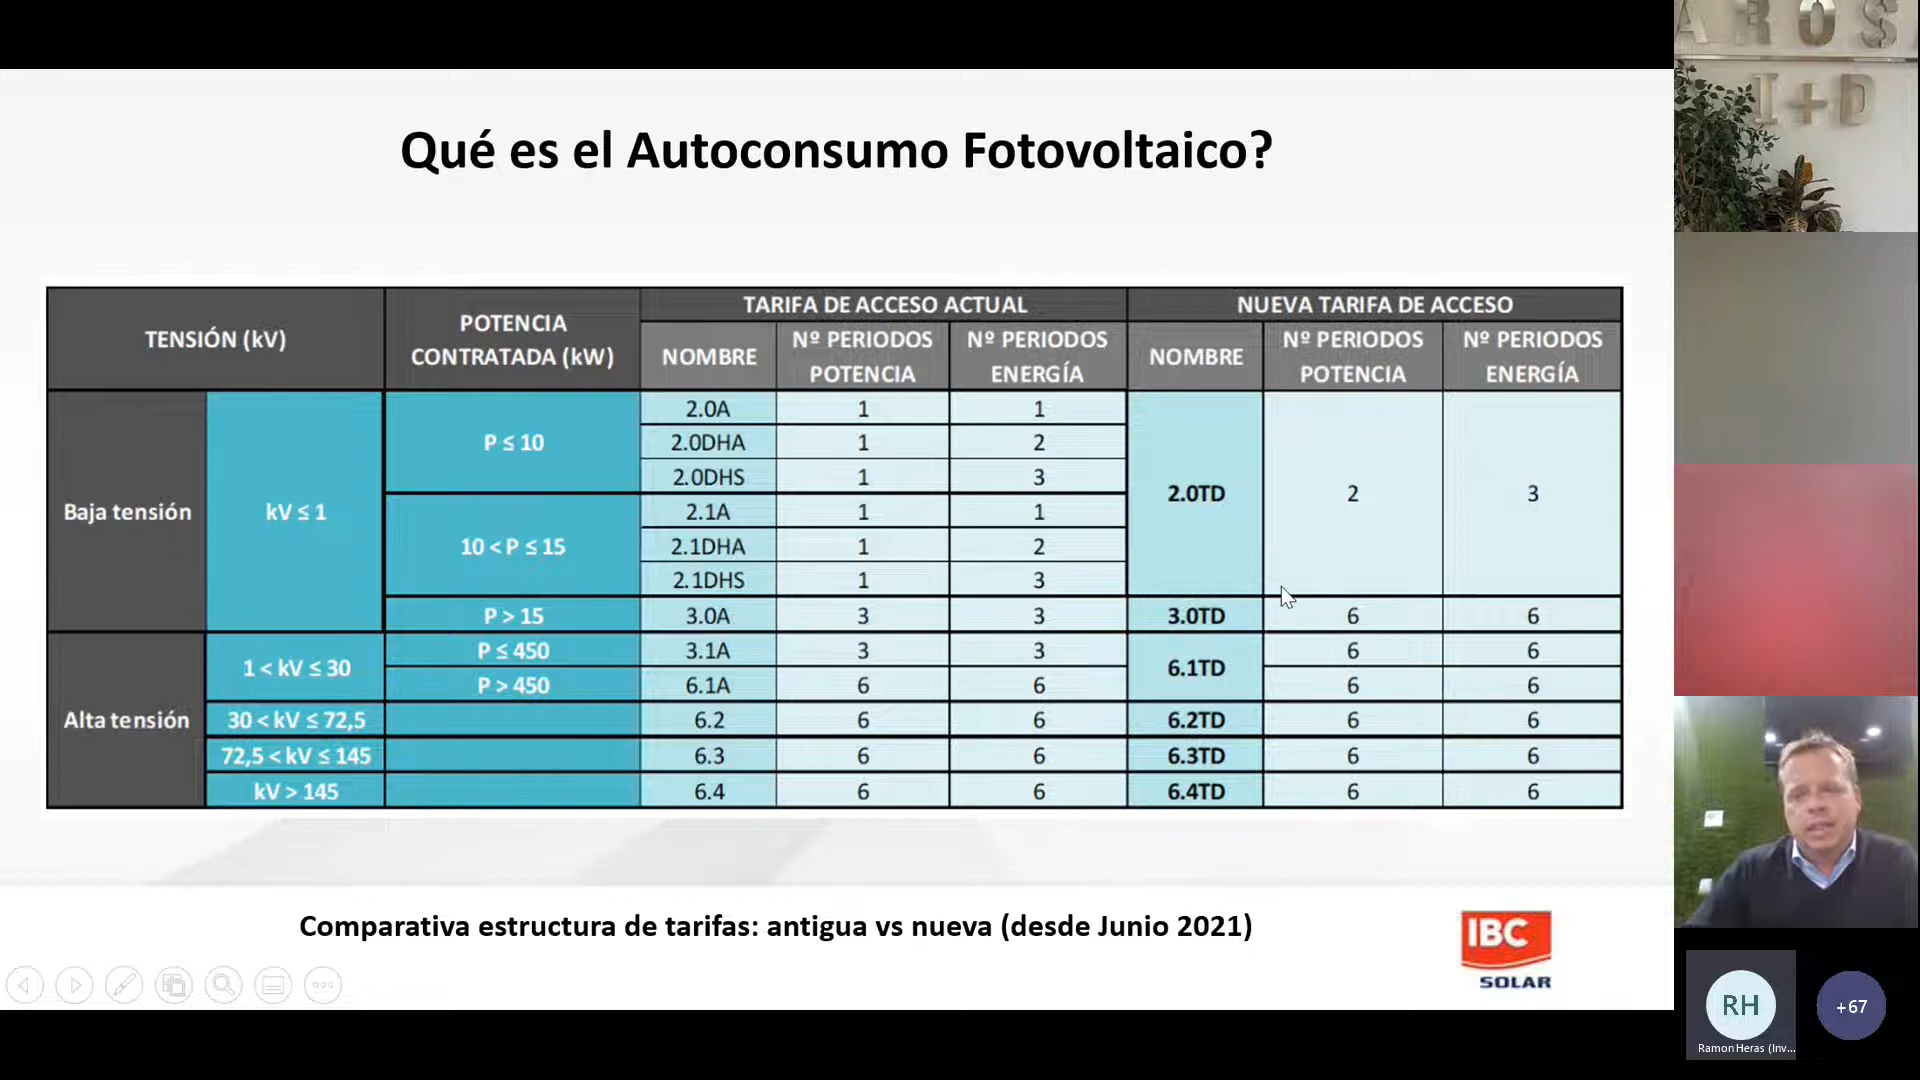 AROS
I+D
Qué es el Autoconsumo Fotovoltaico?
TENSIÓN (kV)
POTENCIA
CONTRATADA (kW)
TARIFA DE ACCESO ACTUAL
NUEVA TARIFA DE ACCESO
NOMBRE
Nº PERIODOS
POTENCIA
Nº PERIODOS
ENERGÍA
NOMBRE
Nº PERIODOS
POTENCIA
Nº PERIODOS
ENERGÍA
Baja tensión
kV ≤ 1
P ≤ 10
2.0A 1 1
2.0DHA 1 2
2.0DHS 1 3
10 < P ≤ 15
2.1A 1 1
2.1DHA 1 2
2.1DHS 1 3
2.0TD 2 3
P > 15 3.0A 3 3 3.0TD 6 6
Alta tensión
1 < kV ≤ 30
P ≤ 450 3.1A 3 3
6.1TD
6 6
P > 450 6.1A 6 6
6 6
30 < kV ≤ 72,5 6.2 6 6 6.2TD 6 6
72,5 < kV ≤ 145 6.3 6 6 6.3TD 6 6
kV > 145 6.4 6 6 6.4TD 6 6
Comparativa estructura de tarifas: antigua vs nueva (desde Junio 2021)
IBC
SOLAR
RH
Ramon Heras (Inv...
+67